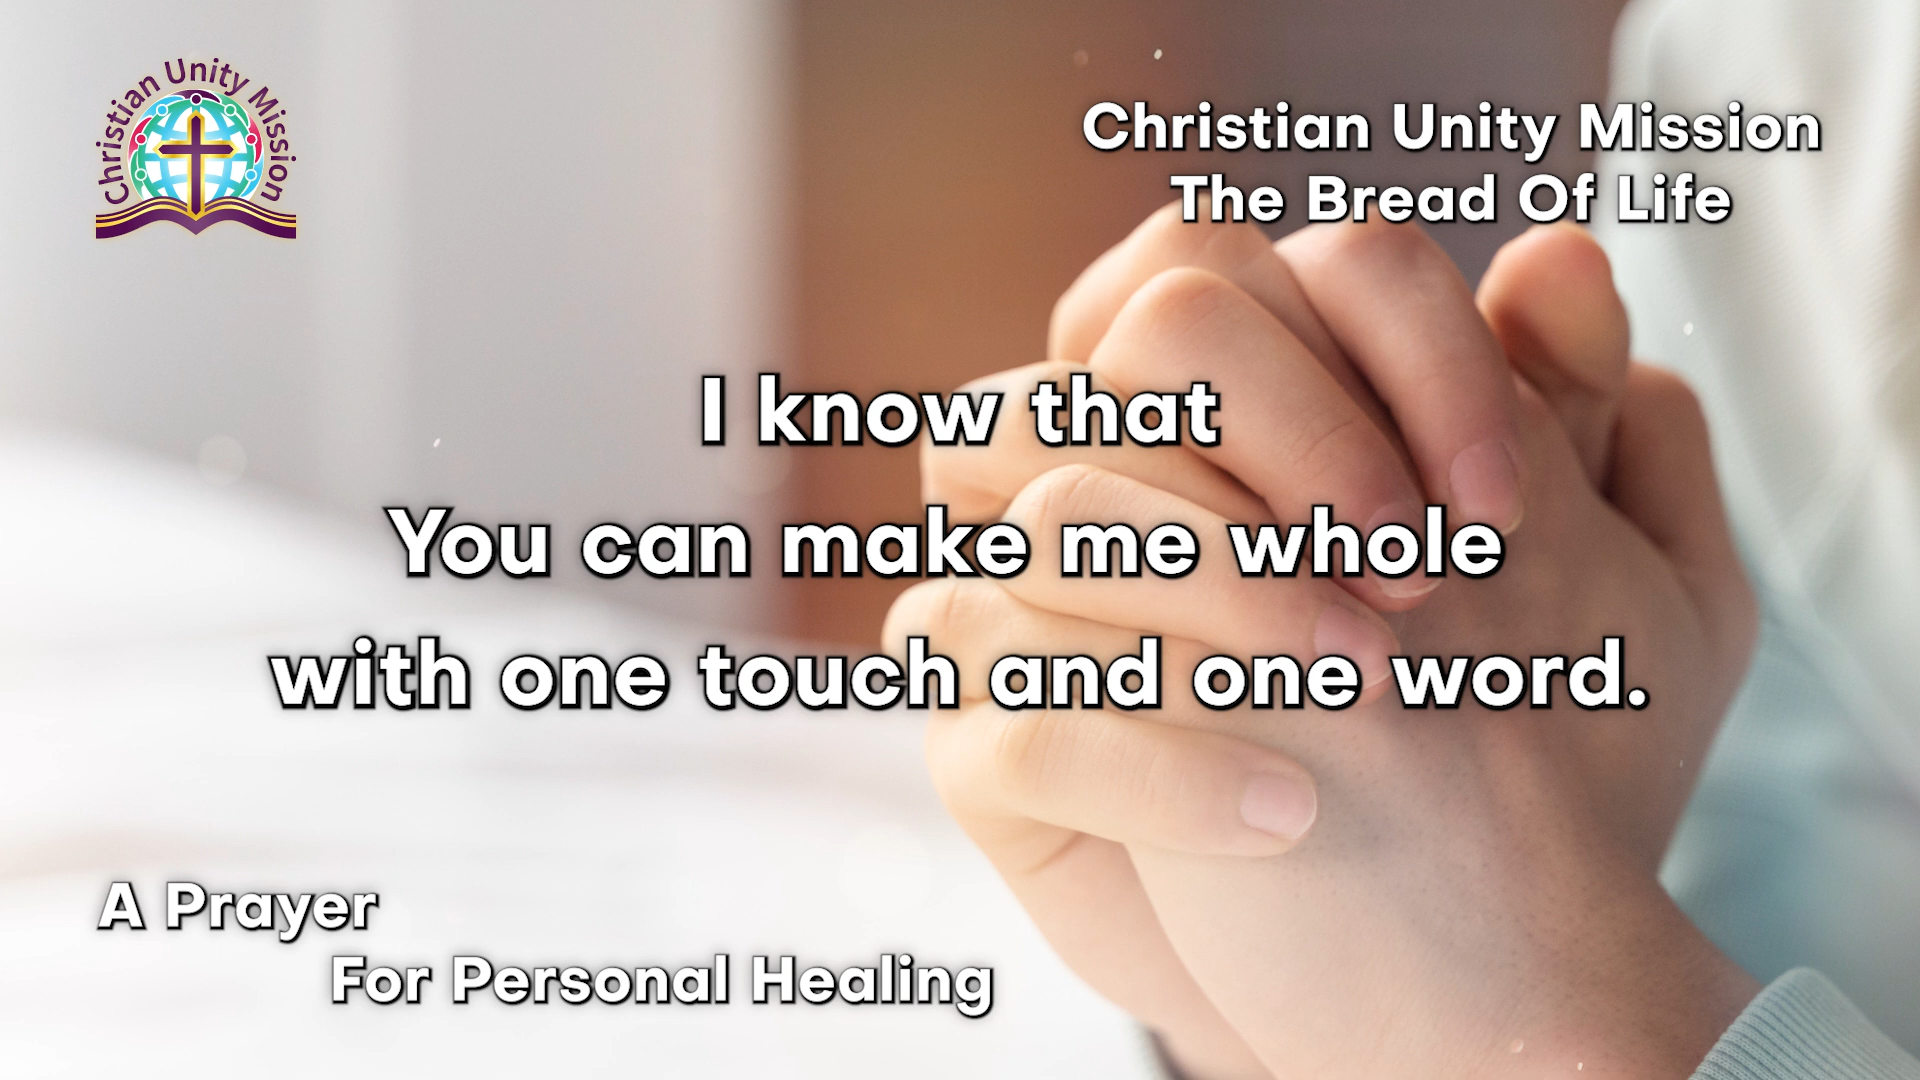 Christian Unity Mission
Christian Unity Mission
The Bread Of Life
I know that
You can make me whole
with one touch and one word.
A Prayer
For Personal Healing